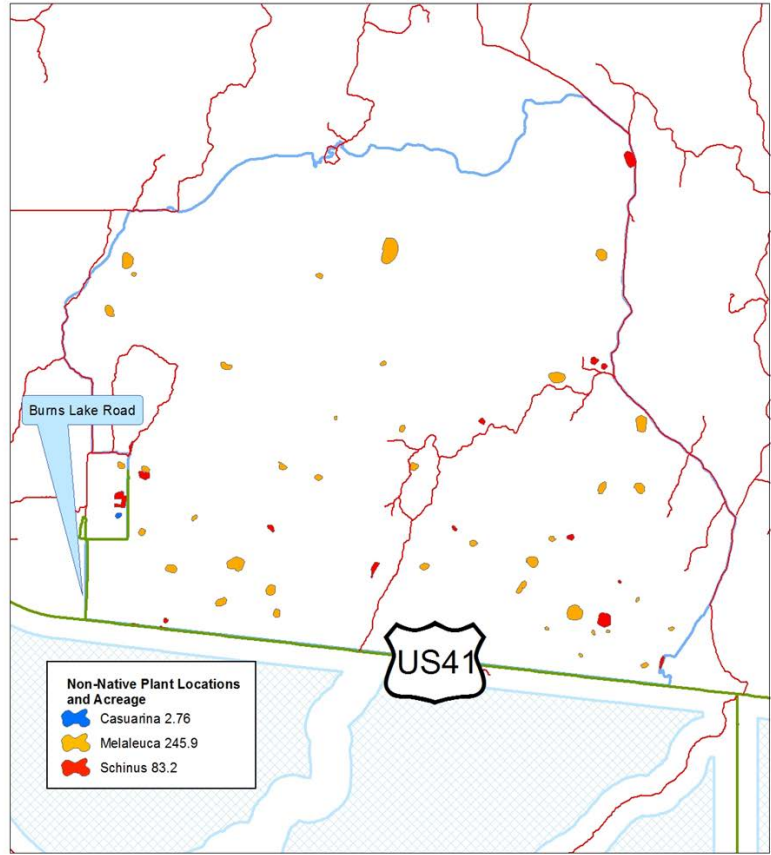 Burns Lake Road
US41
Non-Native Plant Locations
and Acreage
Casuarina 2.76
Melaleuca 245.9
Schinus 83.2